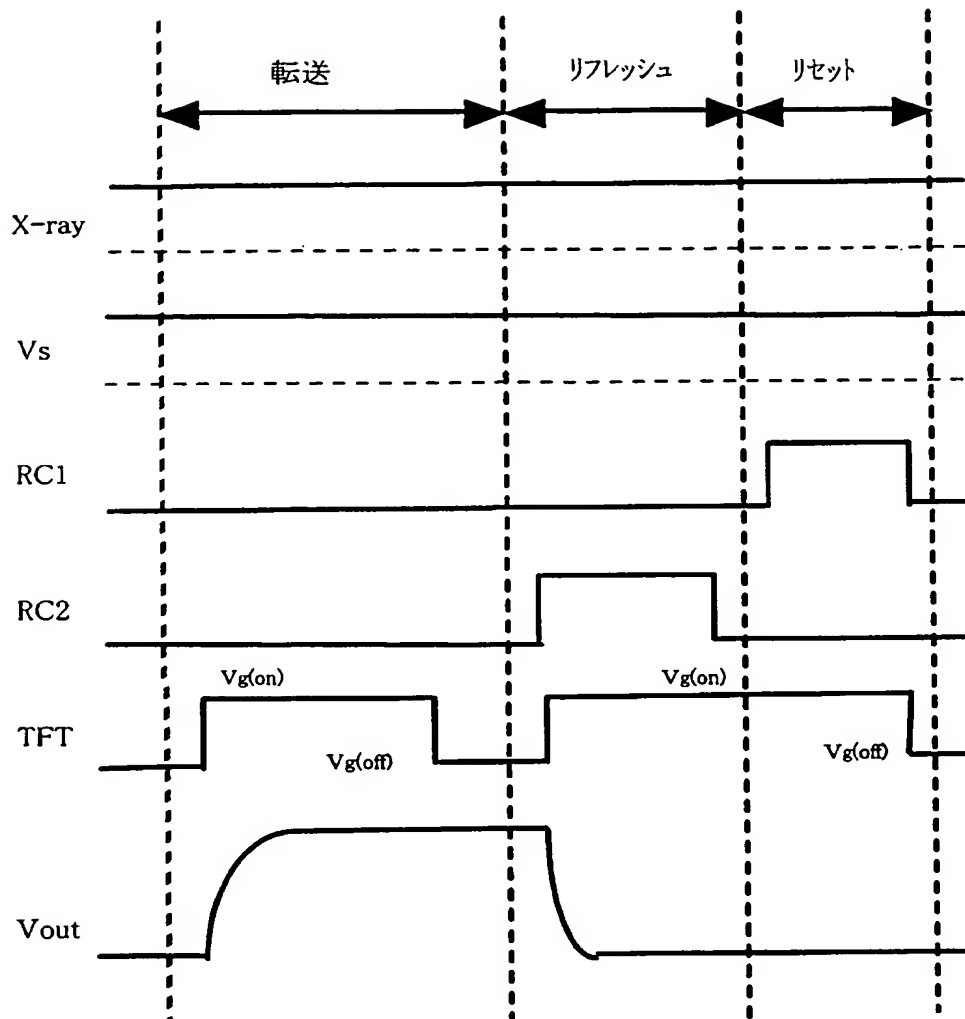 転送 リフレッシュ リセット
X-ray
Vs
RC1
RC2
Vg(on) Vg(on)
TFT
Vg(off) Vg(off)
Vout